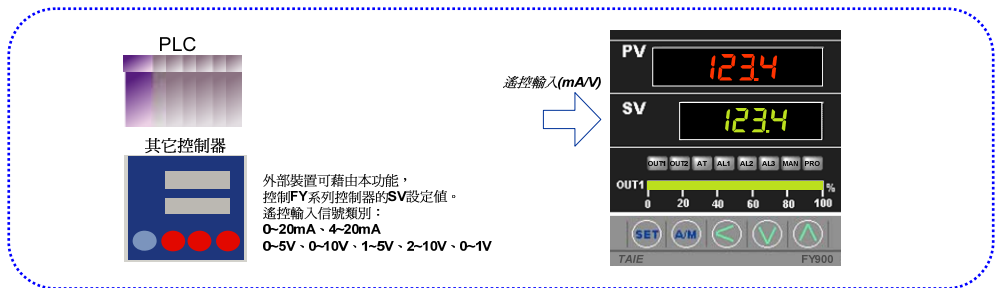 PLC
其它控制器
外部裝置可藉由本功能，
控制FY系列控制器的SV設定值。
遙控輸入信號類別：
0~20mA、4~20mA
0~5V、0~10V、1~5V、2~10V、0~1V
遙控輸入(mA/V)
PV
123.4
SV
123.4
OUT1 OUT2 AT AL1 AL2 AL3 MAN PRO
OUT1 %
0 20 40 60 80 100
SET A/M
TAIE FY900